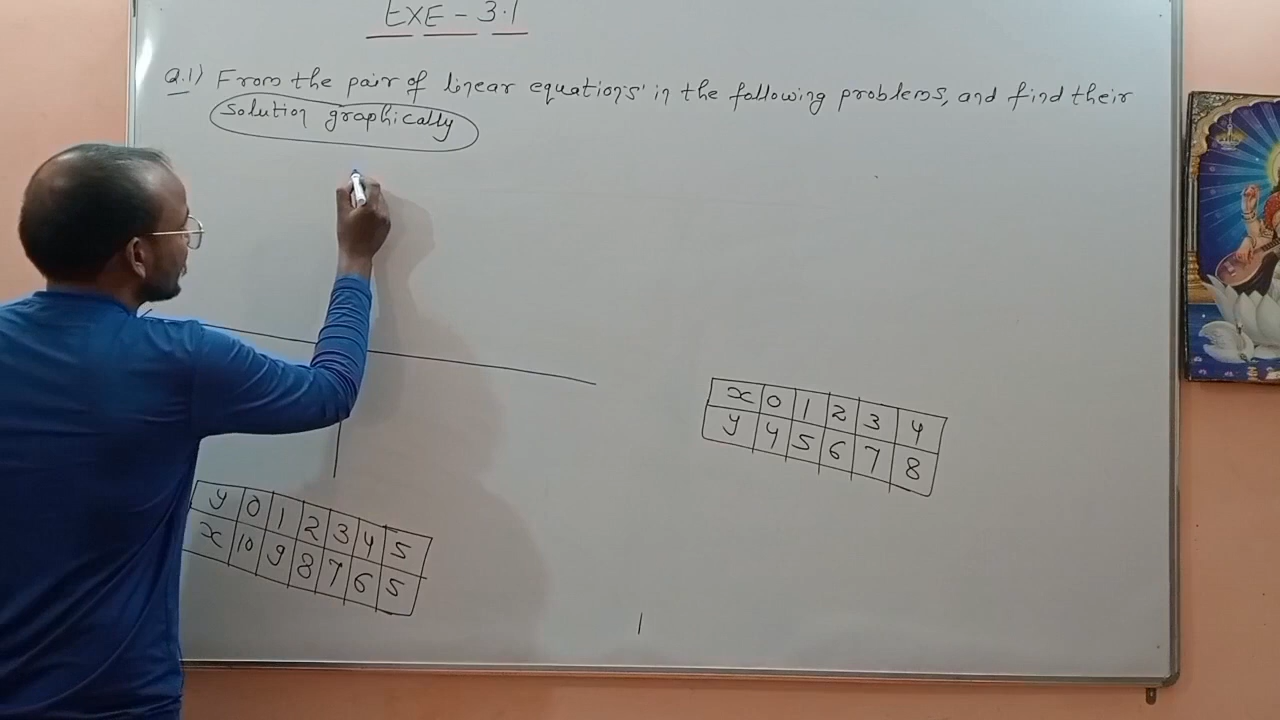 EXE - 3.1
Q.1) From the pair of linear equations in the following problems, and find their
Solution graphically
x 0 1 2 3 4
y 4 5 6 7 8
y 0 1 2 3 4 5
x 10 9 8 7 6 5